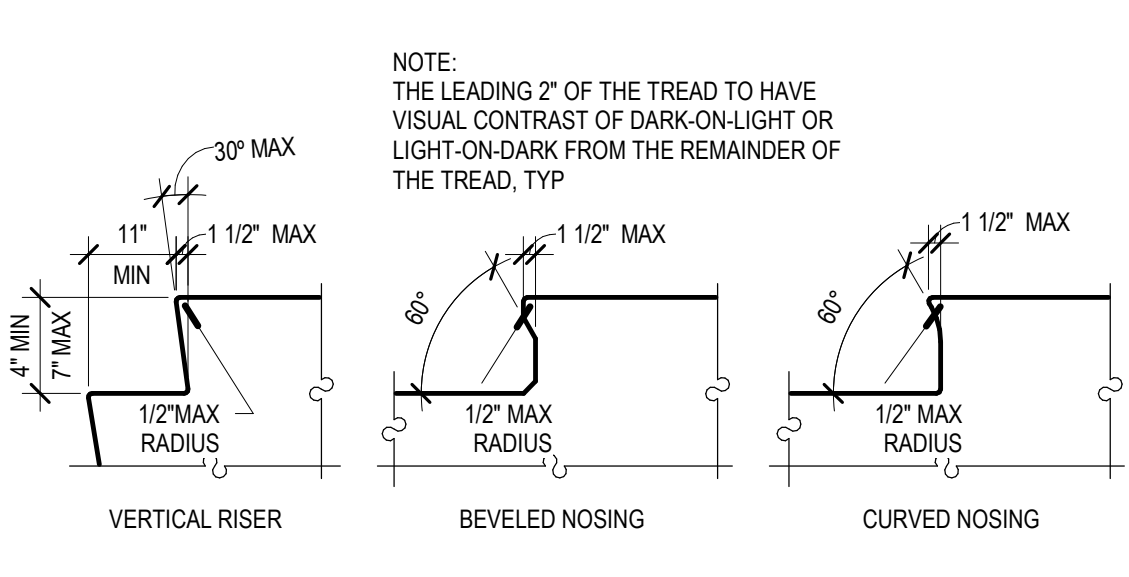 NOTE:
THE LEADING 2" OF THE TREAD TO HAVE
VISUAL CONTRAST OF DARK-ON-LIGHT OR
LIGHT-ON-DARK FROM THE REMAINDER OF
THE TREAD, TYP
30º MAX
11"
MIN
1 1/2" MAX
4" MIN
7" MAX
1/2"MAX
RADIUS
VERTICAL RISER
1 1/2" MAX
60°
1/2" MAX
RADIUS
BEVELED NOSING
1 1/2" MAX
60°
1/2" MAX
RADIUS
CURVED NOSING